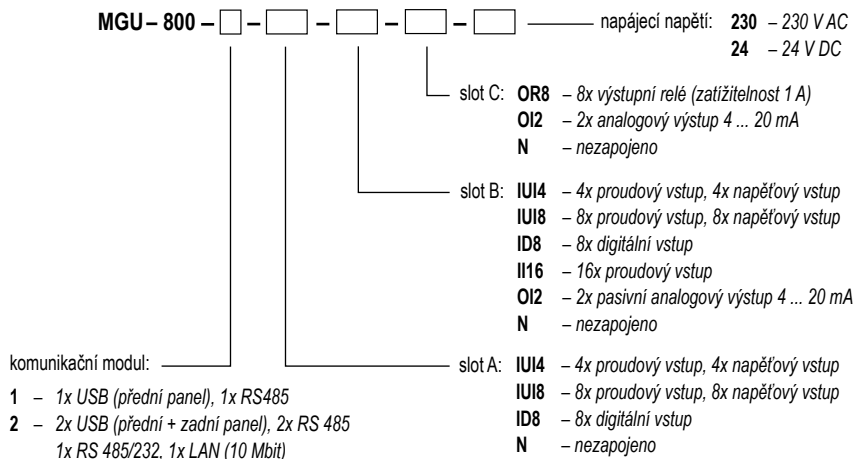 MGU – 800 – – – – – napájecí napětí: 230 – 230 V AC
24 – 24 V DC
slot C: OR8 – 8x výstupní relé (zatížitelnost 1 A)
OI2 – 2x analogový výstup 4 ... 20 mA
N – nezapojeno
slot B: IUI4 – 4x proudový vstup, 4x napěťový vstup
IUI8 – 8x proudový vstup, 8x napěťový vstup
ID8 – 8x digitální vstup
II16 – 16x proudový vstup
OI2 – 2x pasivní analogový výstup 4 ... 20 mA
N – nezapojeno
slot A: IUI4 – 4x proudový vstup, 4x napěťový vstup
IUI8 – 8x proudový vstup, 8x napěťový vstup
ID8 – 8x digitální vstup
N – nezapojeno
komunikační modul:
1 – 1x USB (přední panel), 1x RS485
2 – 2x USB (přední + zadní panel), 2x RS 485
1x RS 485/232, 1x LAN (10 Mbit)